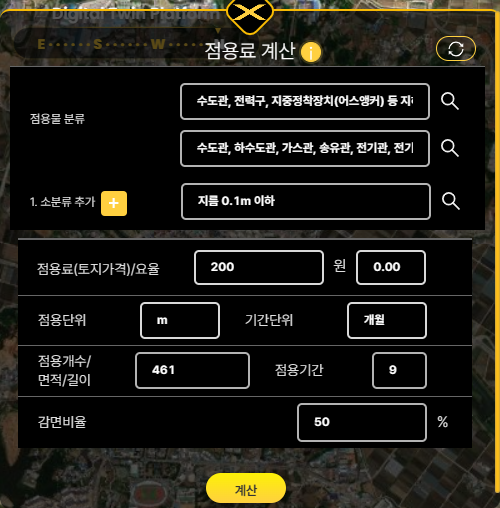 Digital Twin Platform
E S W N
점용료 계산 i
점용물 분류
수도관, 전력구, 지중정착장치(어스앵커) 등 지
수도관, 하수도관, 가스관, 송유관, 전기관, 전기
1. 소분류 추가 +
지름 0.1m 이하
점용료(토지가격)/요율
200
원
0.00
점용단위
m
기간단위
개월
점용개수/
면적/길이
461
점용기간
9
감면비율
50
%
계산